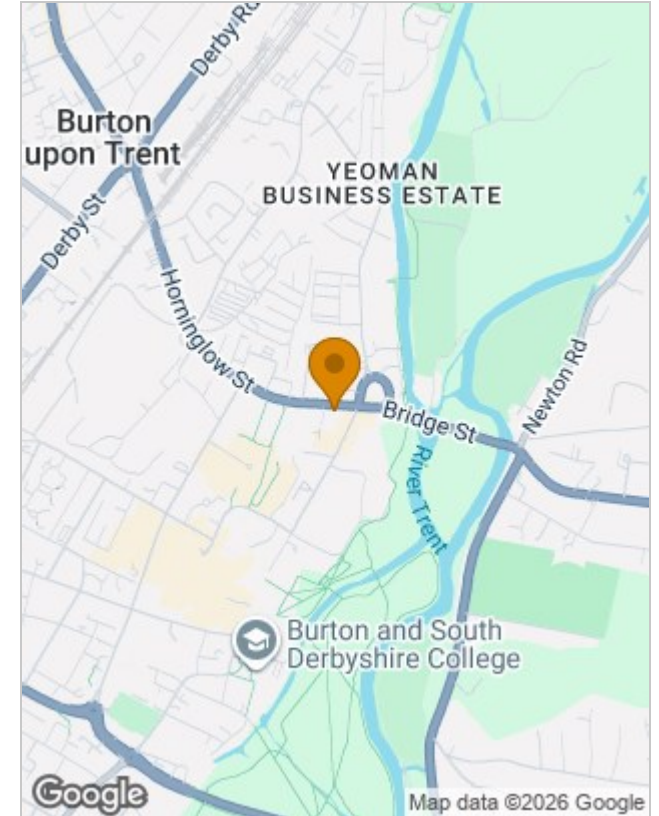 Derby Rd
Burton
upon Trent
YEOMAN
BUSINESS ESTATE
Derby St
Horninglow St
Newton Rd
Bridge St
River Trent
Burton and South
Derbyshire College
Google
Map data ©2026 Google